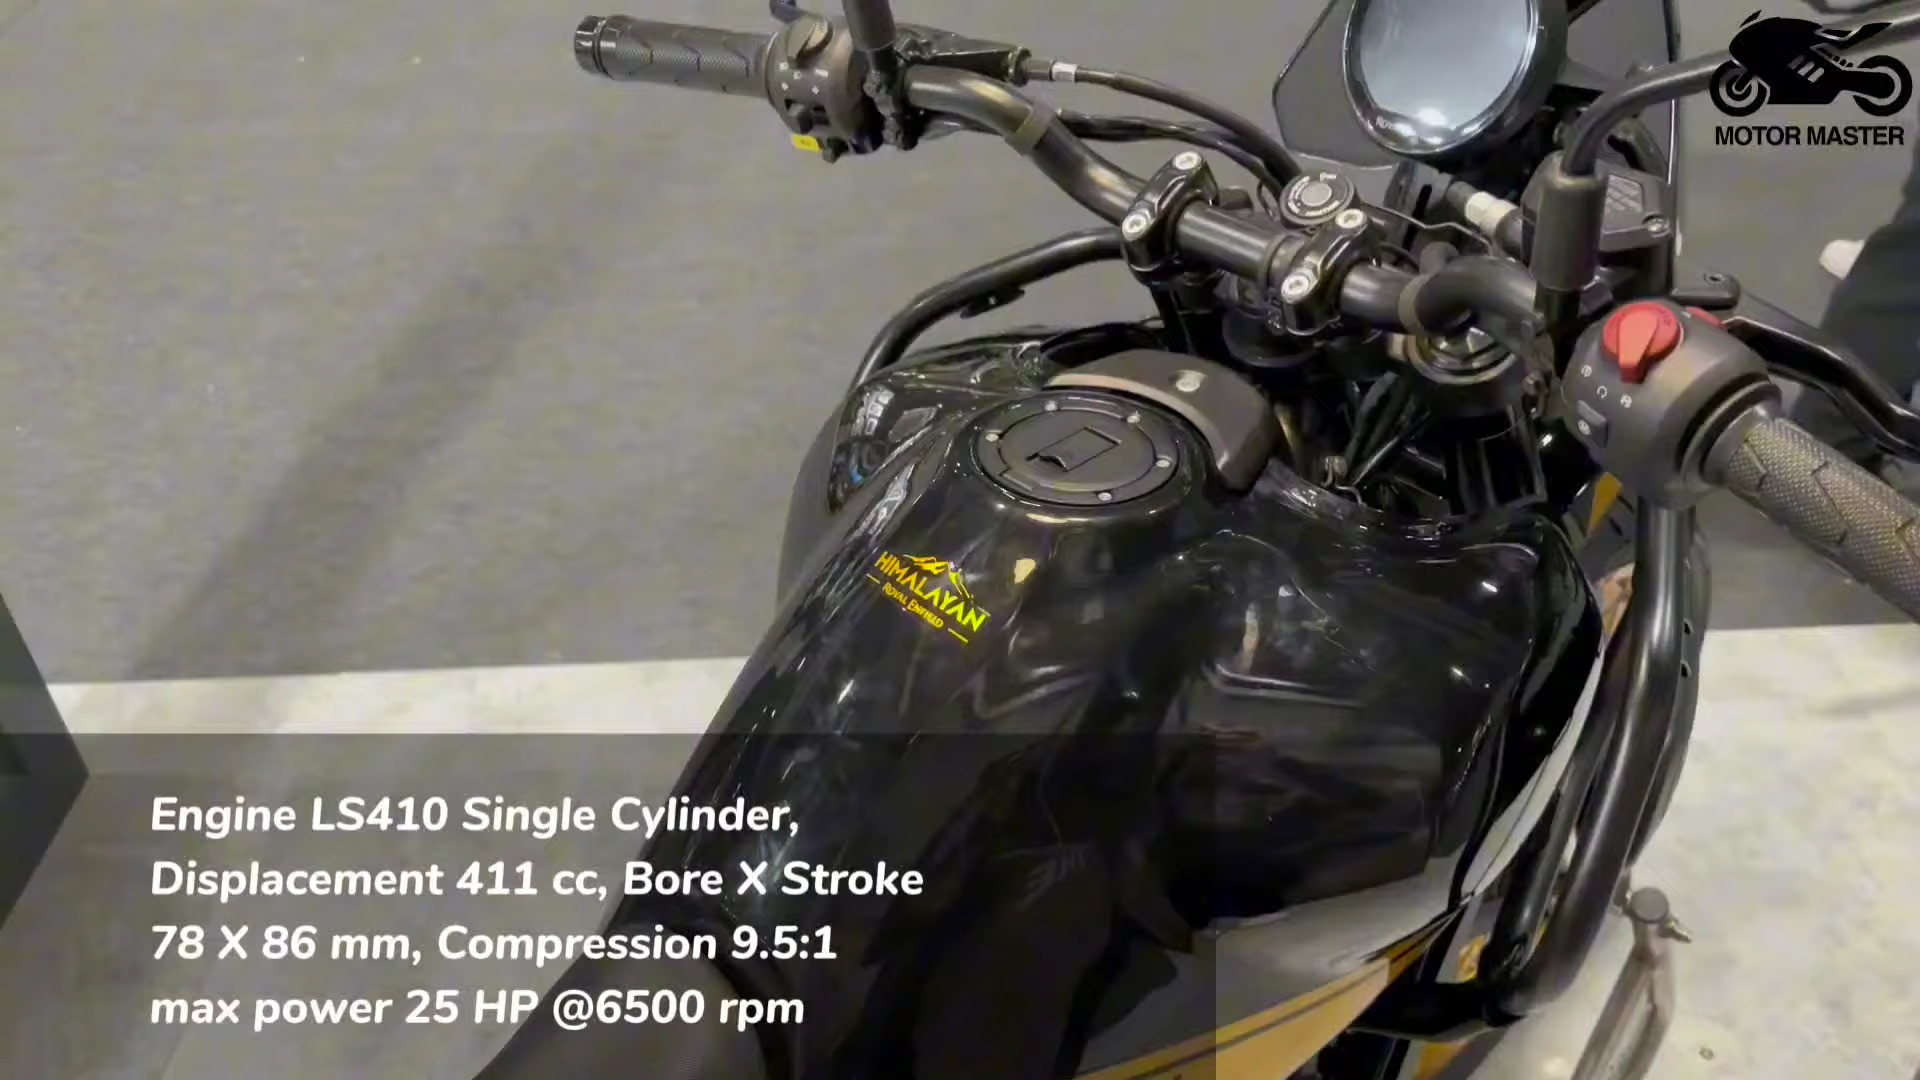 MOTOR MASTER
HIMALAYAN
ROYAL ENFIELD
Engine LS410 Single Cylinder,
Displacement 411 cc, Bore X Stroke
78 X 86 mm, Compression 9.5:1
max power 25 HP @6500 rpm